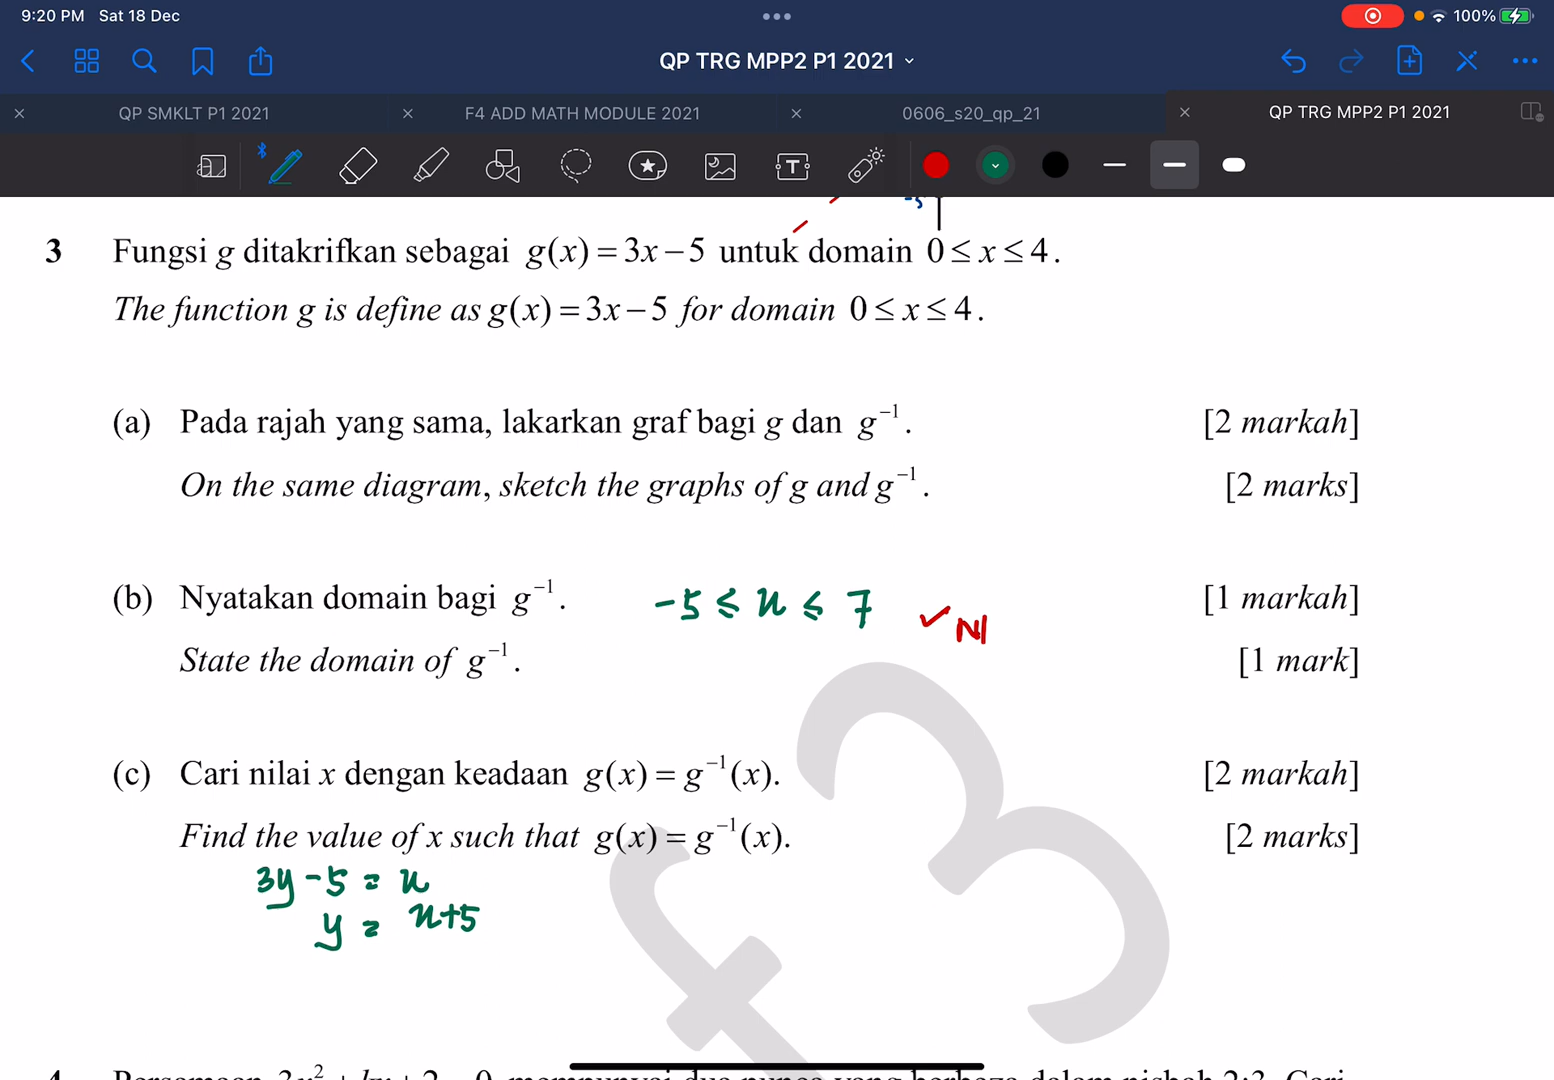 9:20 PM Sat 18 Dec
100%
QP TRG MPP2 P1 2021
QP SMKLT P1 2021
F4 ADD MATH MODULE 2021
0606_s20_qp_21
QP TRG MPP2 P1 2021
-5
3 Fungsi g ditakrifkan sebagai g(x) = 3x − 5 untuk domain 0 ≤ x ≤ 4.
The function g is define as g(x) = 3x − 5 for domain 0 ≤ x ≤ 4.
(a) Pada rajah yang sama, lakarkan graf bagi g dan g⁻¹. [2 markah]
On the same diagram, sketch the graphs of g and g⁻¹. [2 marks]
(b) Nyatakan domain bagi g⁻¹. -5 ≤ x ≤ 7 ✓ N1 [1 markah]
State the domain of g⁻¹. [1 mark]
(c) Cari nilai x dengan keadaan g(x) = g⁻¹(x). [2 markah]
Find the value of x such that g(x) = g⁻¹(x). [2 marks]
3y - 5 = x
y = x+5